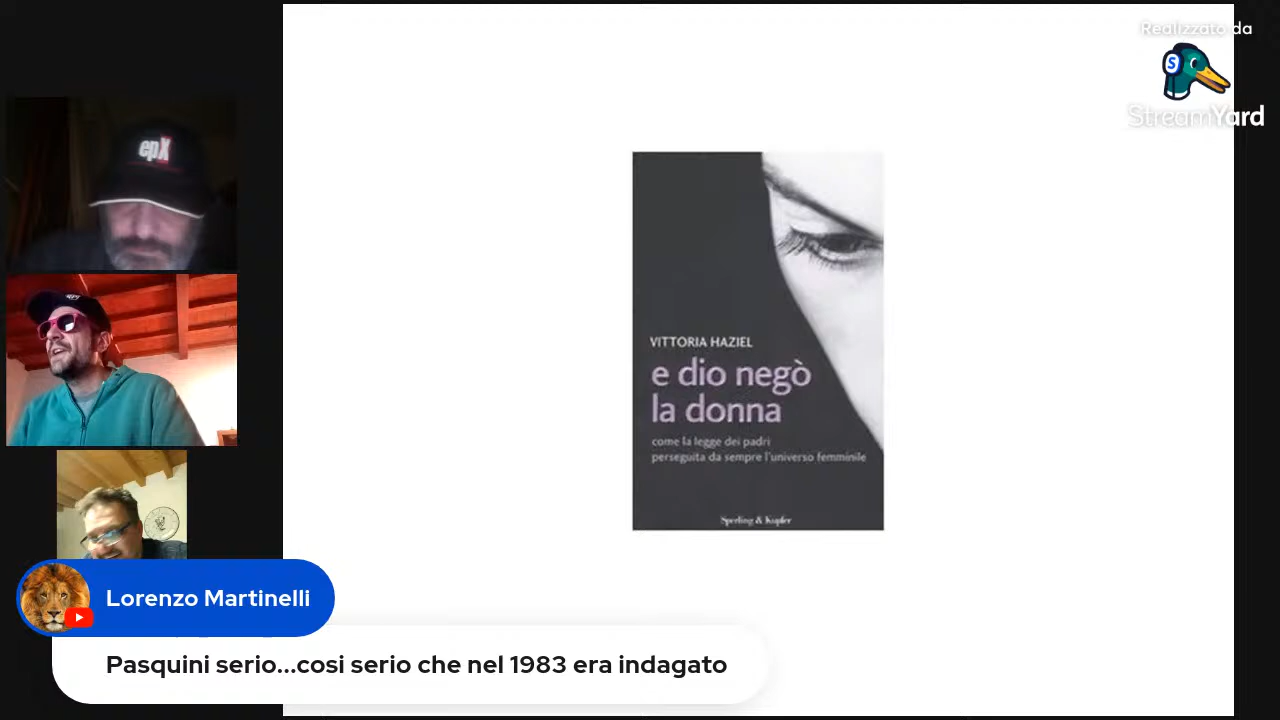 Realizzato da
StreamYard
epX
VITTORIA HAZIEL
e dio negò
la donna
come la legge dei padri
perseguita da sempre l'universo femminile
Sperling & Kupfer
Lorenzo Martinelli
Pasquini serio...cosi serio che nel 1983 era indagato